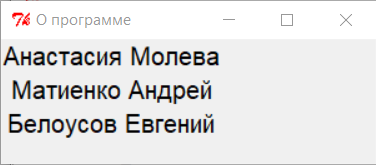 О программе
Анастасия Молева
Матиенко Андрей
Белоусов Евгений